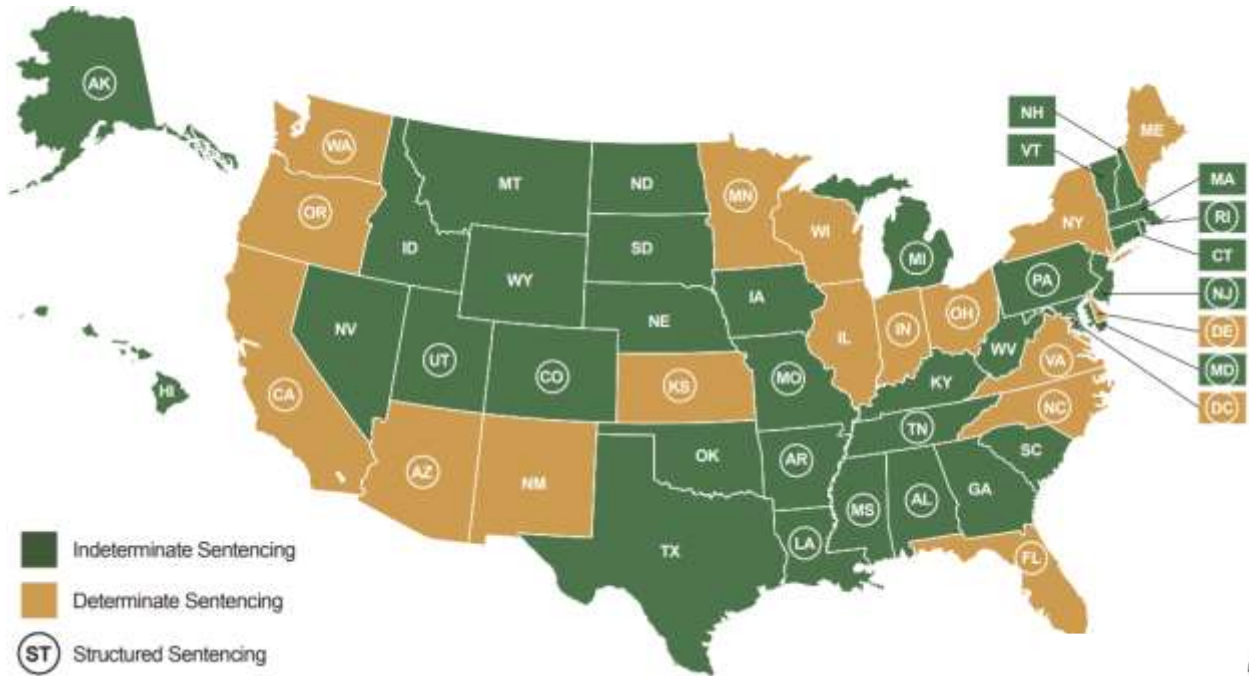 AK
WA
OR
CA
ID
NV
MT
WY
UT
AZ
CO
NM
ND
SD
NE
KS
OK
TX
MN
IA
MO
AR
LA
WI
IL
MI
IN
OH
KY
TN
MS
AL
GA
FL
SC
NC
VA
WV
PA
NY
ME
NH
VT
MA
RI
CT
NJ
DE
MD
DC
HI
Indeterminate Sentencing
Determinate Sentencing
ST Structured Sentencing